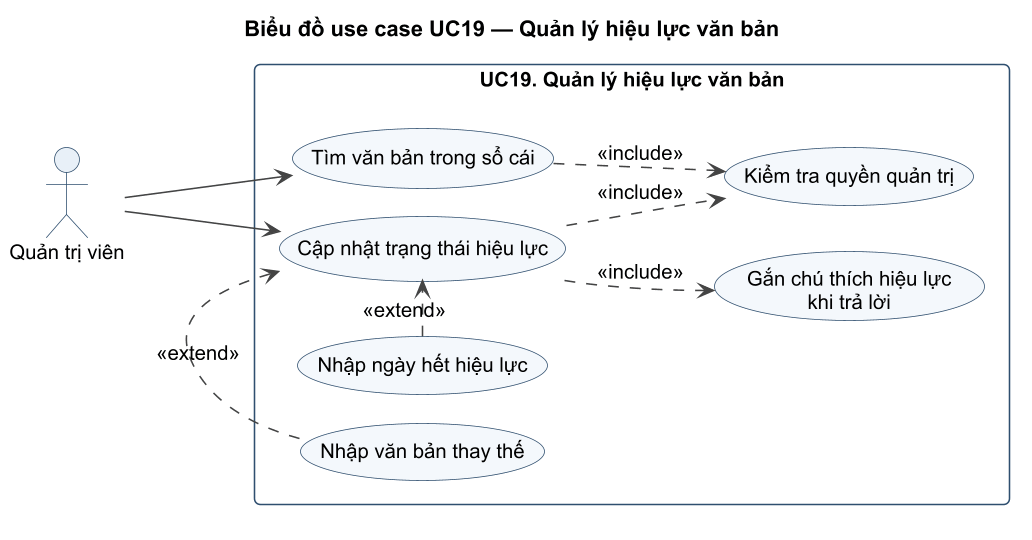 Biểu đồ use case UC19 — Quản lý hiệu lực văn bản
UC19. Quản lý hiệu lực văn bản
Tìm văn bản trong sổ cái
«include»
Kiểm tra quyền quản trị
«include»
Quản trị viên
Cập nhật trạng thái hiệu lực
«include»
Gắn chú thích hiệu lực
khi trả lời
«extend»
«extend»
Nhập ngày hết hiệu lực
Nhập văn bản thay thế